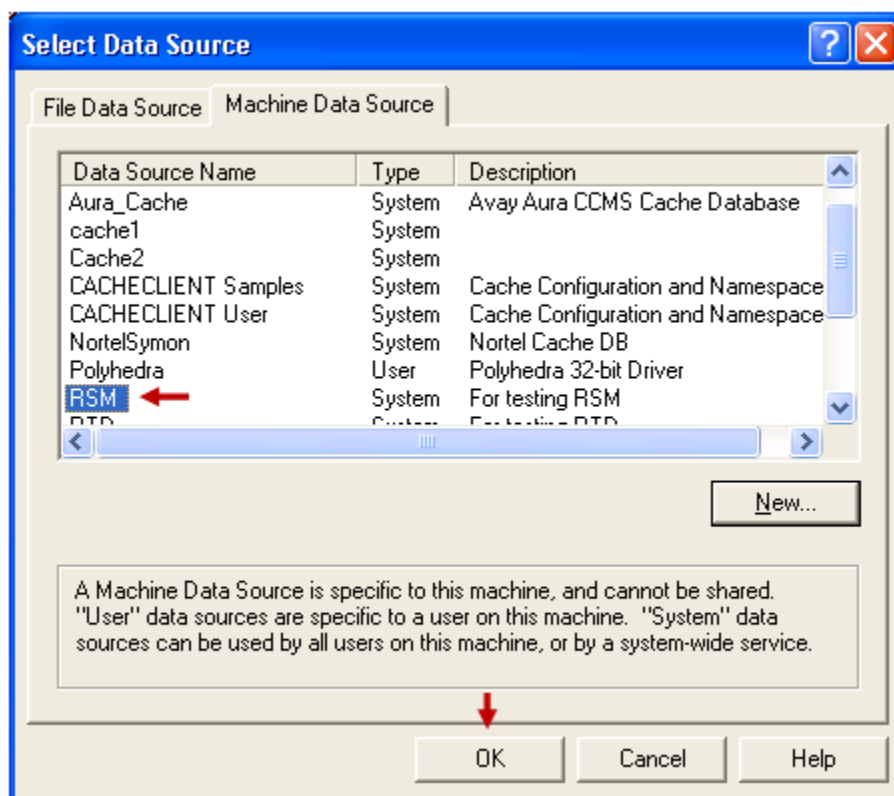 Select Data Source
File Data Source Machine Data Source
Data Source Name Type Description
Aura_Cache System Avay Aura CCMS Cache Database
cache1 System
Cache2 System
CACHECLIENT Samples System Cache Configuration and Namespace
CACHECLIENT User System Cache Configuration and Namespace
NortelSymon System Nortel Cache DB
Polyhedra User Polyhedra 32-bit Driver
RSM System For testing RSM
RTD System For testing RTD
New...
A Machine Data Source is specific to this machine, and cannot be shared.
"User" data sources are specific to a user on this machine. "System" data
sources can be used by all users on this machine, or by a system-wide service.
OK Cancel Help